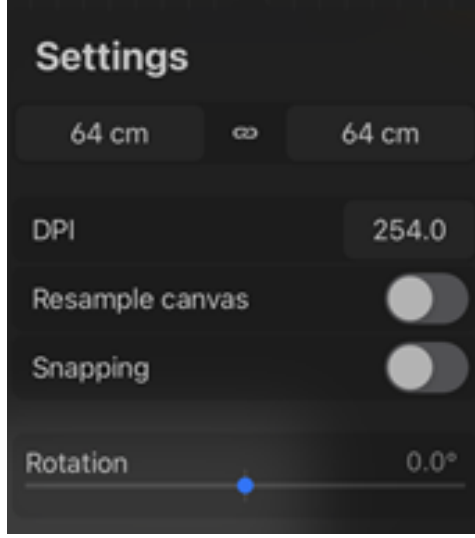 Settings
64 cm 64 cm
DPI 254.0
Resample canvas
Snapping
Rotation 0.0°